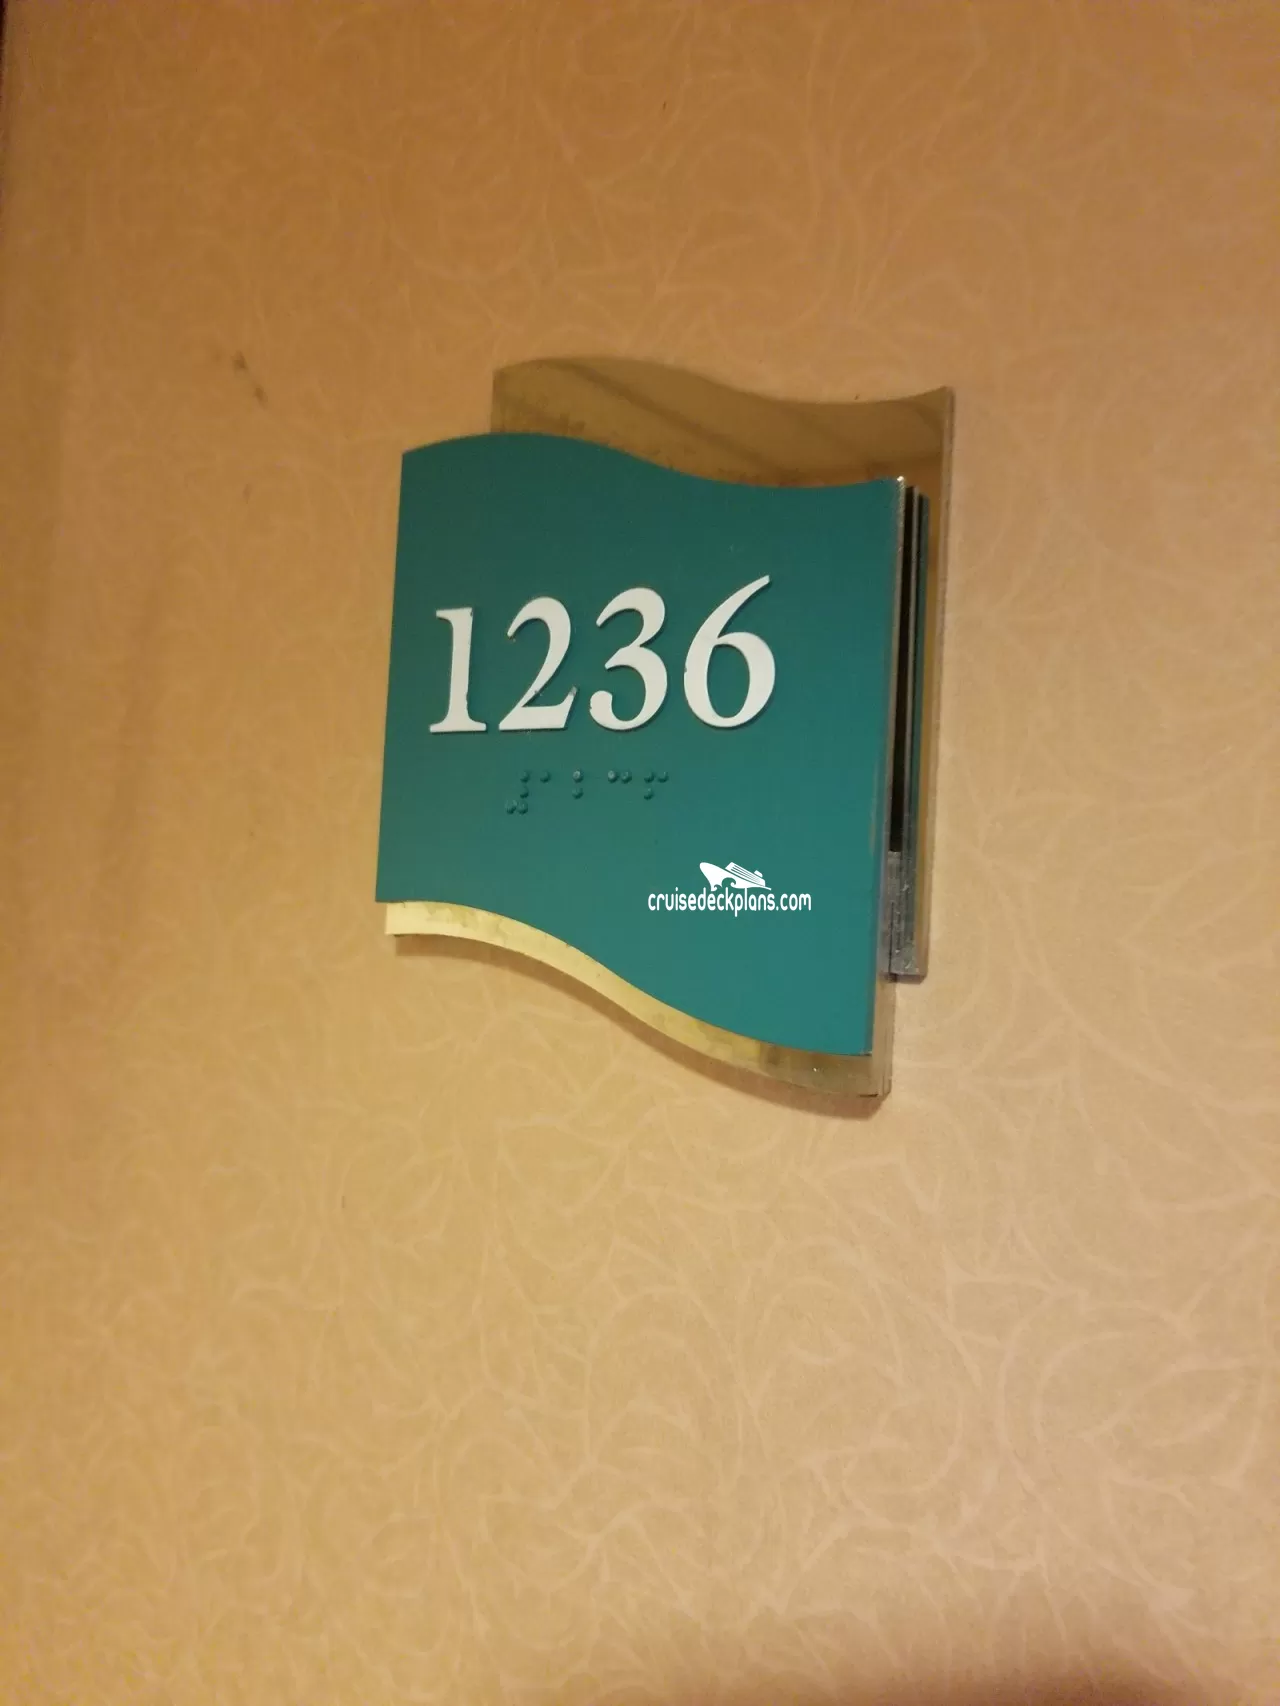 1236
⠼⠁⠃⠉⠋
cruisedeckplans.com